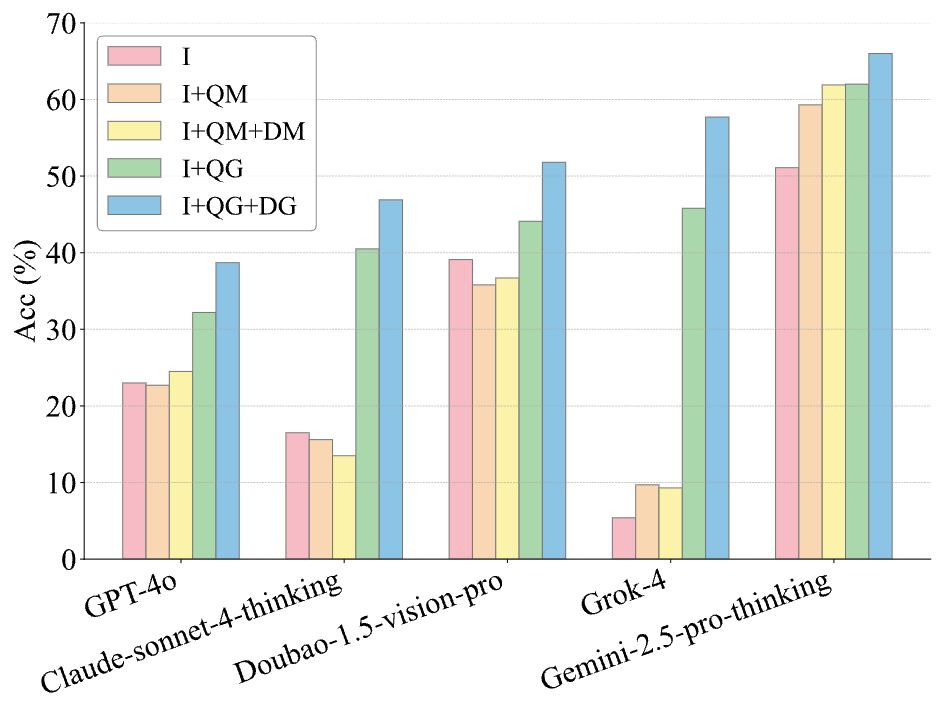 70
60
50
40
30
20
10
0
Acc (%)
I
I+QM
I+QM+DM
I+QG
I+QG+DG
GPT-4o
Claude-sonnet-4-thinking
Doubao-1.5-vision-pro
Grok-4
Gemini-2.5-pro-thinking